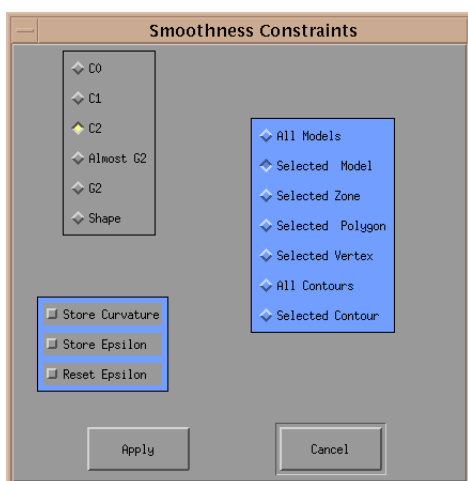 Smoothness Constraints
C0
C1
C2
Almost G2
G2
Shape
All Models
Selected Model
Selected Zone
Selected Polygon
Selected Vertex
All Contours
Selected Contour
Store Curvature
Store Epsilon
Reset Epsilon
Apply
Cancel